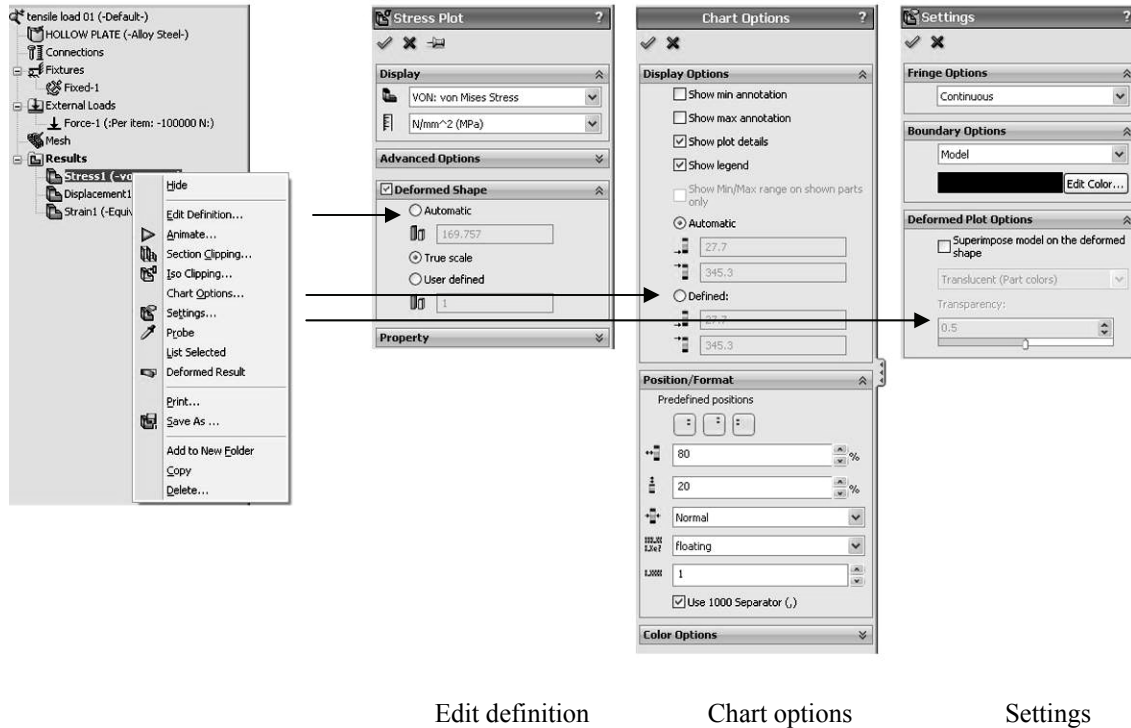 tensile load 01 (-Default-)
HOLLOW PLATE (-Alloy Steel-)
Connections
Fixtures
Fixed-1
External Loads
Force-1 (:Per item: -100000 N:)
Mesh
Results
Stress1 (-vo
Displacement1
Strain1 (-Equiv
Hide
Edit Definition...
Animate...
Section Clipping...
Iso Clipping...
Chart Options...
Settings...
Probe
List Selected
Deformed Result
Print...
Save As ...
Add to New Folder
Copy
Delete...
Stress Plot ?
Display
VON: von Mises Stress
N/mm^2 (MPa)
Advanced Options
Deformed Shape
Automatic
169.757
True scale
User defined
1
Property
Chart Options ?
Display Options
Show min annotation
Show max annotation
Show plot details
Show legend
Show Min/Max range on shown parts
only
Automatic
27.7
345.3
Defined:
27.7
345.3
Position/Format
Predefined positions
80 %
20 %
Normal
floating
1
Use 1000 Separator (,)
Color Options
Settings ?
Fringe Options
Continuous
Boundary Options
Model
Edit Color...
Deformed Plot Options
Superimpose model on the deformed
shape
Translucent (Part colors)
Transparency:
0.5
Edit definition
Chart options
Settings